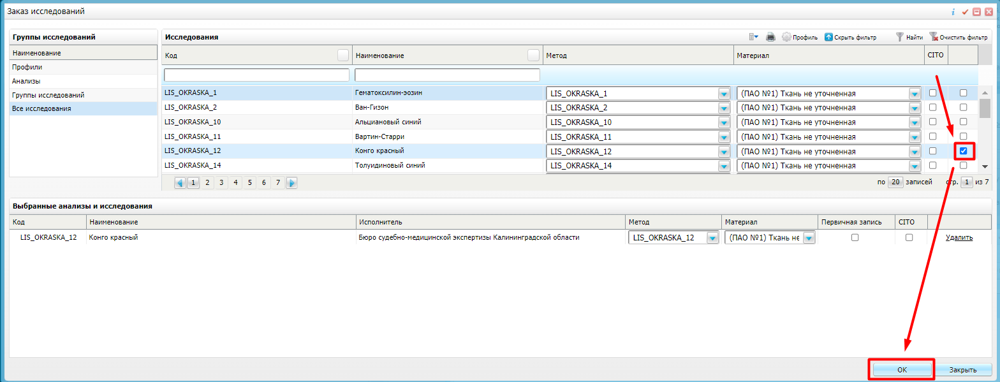 Заказ исследований
Группы исследований
Наименование
Профили
Анализы
Группы исследований
Все исследования
Исследования Профиль Скрыть фильтр Найти Очистить фильтр
Код Наименование Метод Материал CITO
LIS_OKRASKA_1 Гематоксилин-эозин LIS_OKRASKA_1 (ПАО №1) Ткань не уточненная
LIS_OKRASKA_2 Ван-Гизон LIS_OKRASKA_2 (ПАО №1) Ткань не уточненная
LIS_OKRASKA_10 Альциановый синий LIS_OKRASKA_10 (ПАО №1) Ткань не уточненная
LIS_OKRASKA_11 Вартин-Старри LIS_OKRASKA_11 (ПАО №1) Ткань не уточненная
LIS_OKRASKA_12 Конго красный LIS_OKRASKA_12 (ПАО №1) Ткань не уточненная
LIS_OKRASKA_14 Толуидиновый синий LIS_OKRASKA_14 (ПАО №1) Ткань не уточненная
1 2 3 4 5 6 7 по 20 записей стр. 1 из 7
Выбранные анализы и исследования
Код Наименование Исполнитель Метод Материал Первичная запись CITO
LIS_OKRASKA_12 Конго красный Бюро судебно-медицинской экспертизы Калининградской области LIS_OKRASKA_12 (ПАО №1) Ткань не Удалить
ОК Закрыть